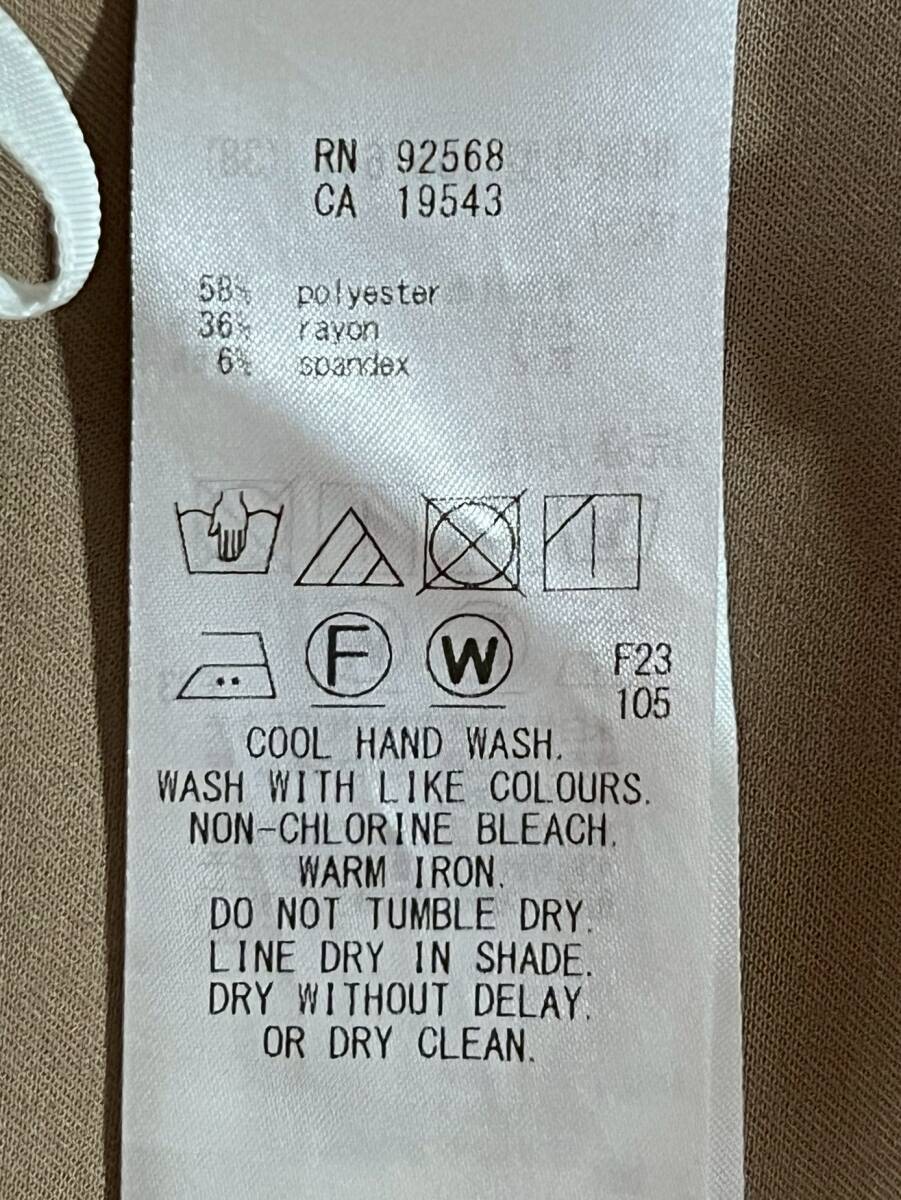 RN 92568
CA 19543
58% polyester
36% rayon
6% spandex
F
W
F23
105
COOL HAND WASH.
WASH WITH LIKE COLOURS.
NON-CHLORINE BLEACH.
WARM IRON.
DO NOT TUMBLE DRY.
LINE DRY IN SHADE.
DRY WITHOUT DELAY.
OR DRY CLEAN.